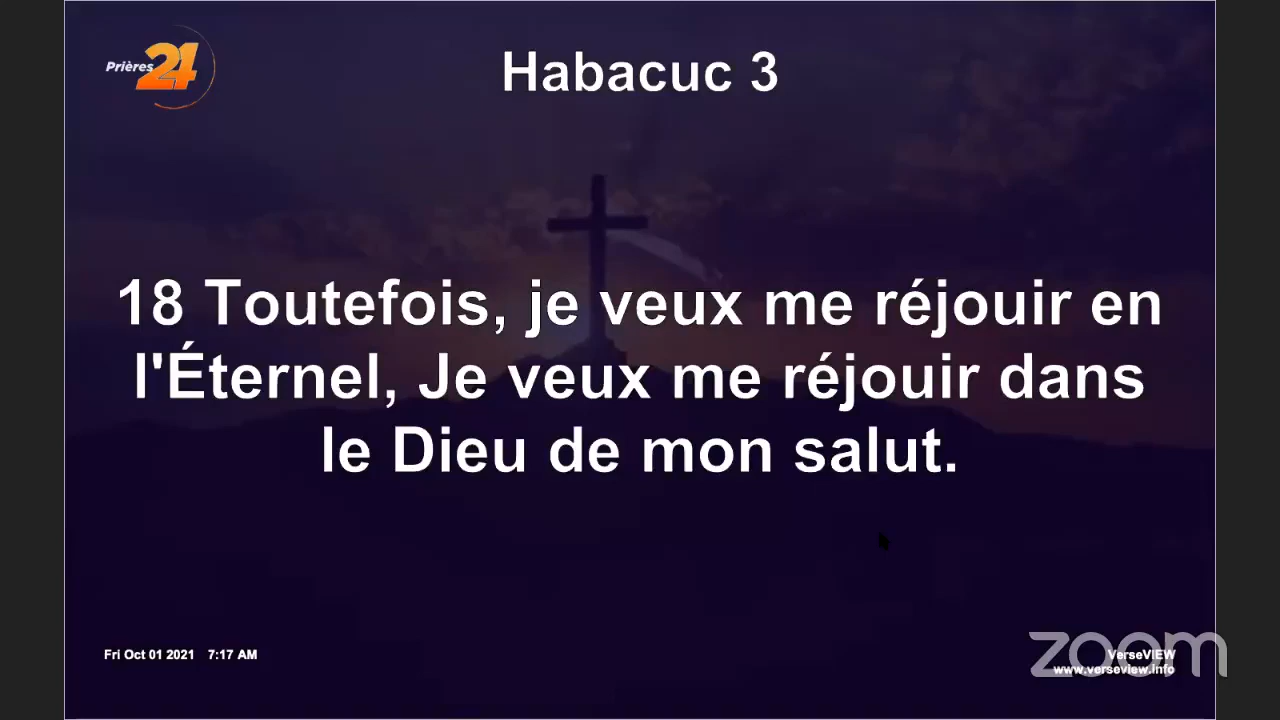 Prières 24
Habacuc 3
18 Toutefois, je veux me réjouir en
l'Éternel, Je veux me réjouir dans
le Dieu de mon salut.
Fri Oct 01 2021 7:17 AM
zoom
VerseVIEW
www.verseview.info